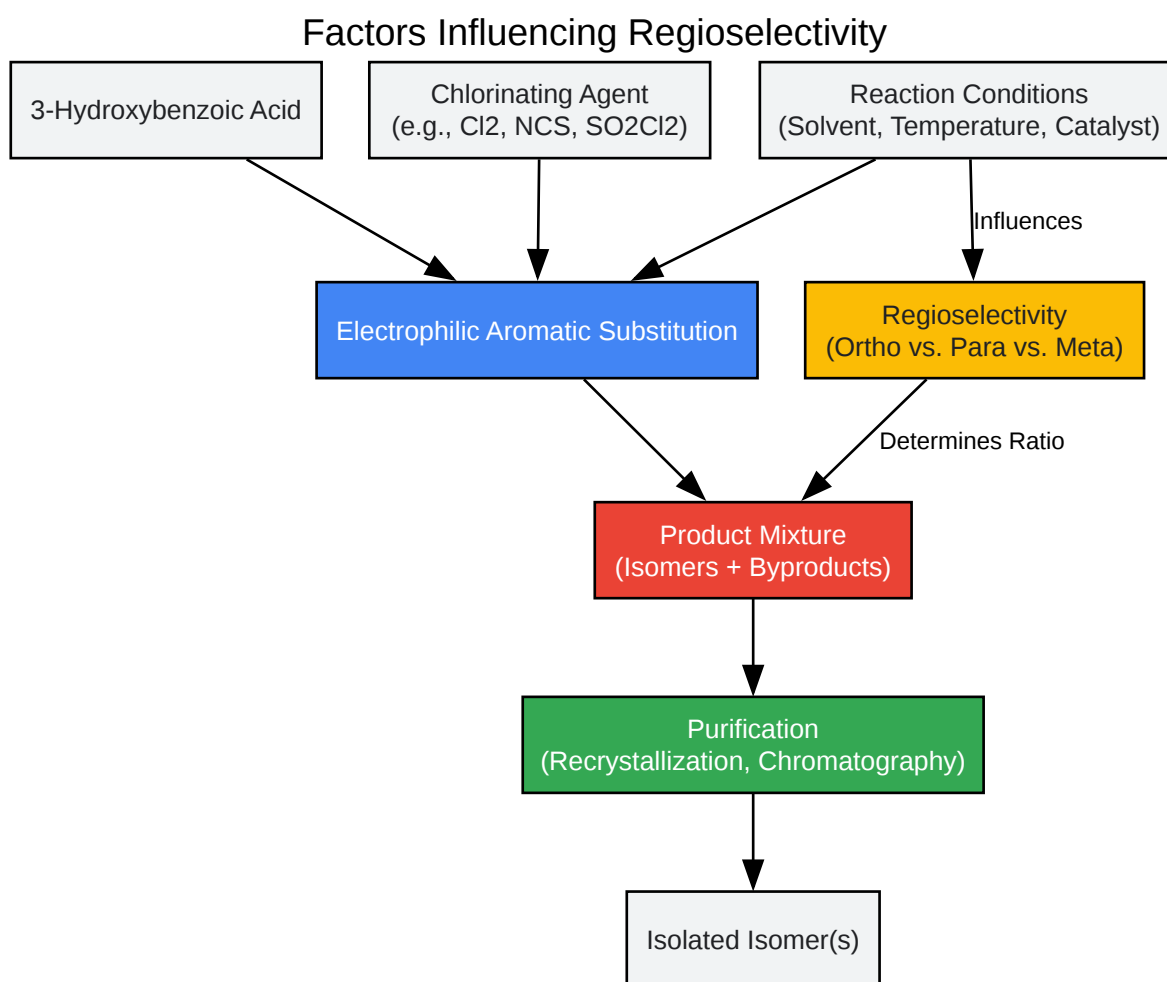 Factors Influencing Regioselectivity
3-Hydroxybenzoic Acid
Chlorinating Agent
(e.g., Cl2, NCS, SO2Cl2)
Reaction Conditions
(Solvent, Temperature, Catalyst)
Influences
Electrophilic Aromatic Substitution
Regioselectivity
(Ortho vs. Para vs. Meta)
Determines Ratio
Product Mixture
(Isomers + Byproducts)
Purification
(Recrystallization, Chromatography)
Isolated Isomer(s)